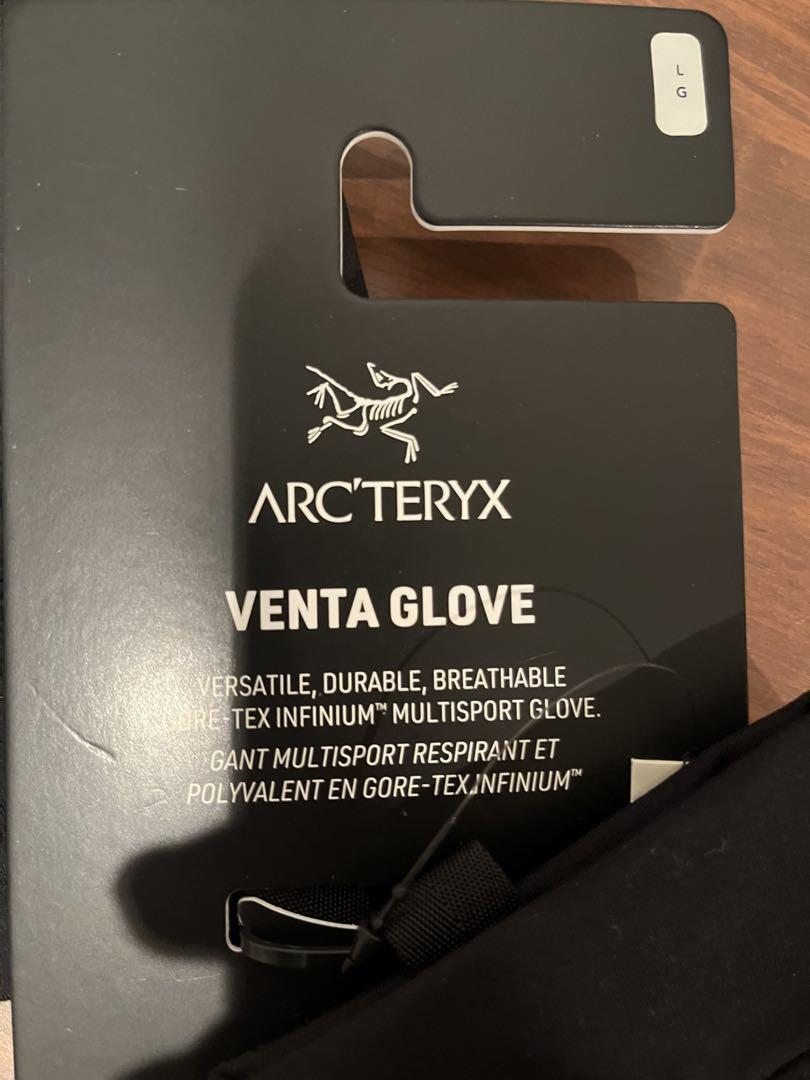 L
G
ARC'TERYX
VENTA GLOVE
VERSATILE, DURABLE, BREATHABLE
GORE-TEX INFINIUM™ MULTISPORT GLOVE.
GANT MULTISPORT RESPIRANT ET
POLYVALENT EN GORE-TEX INFINIUM™